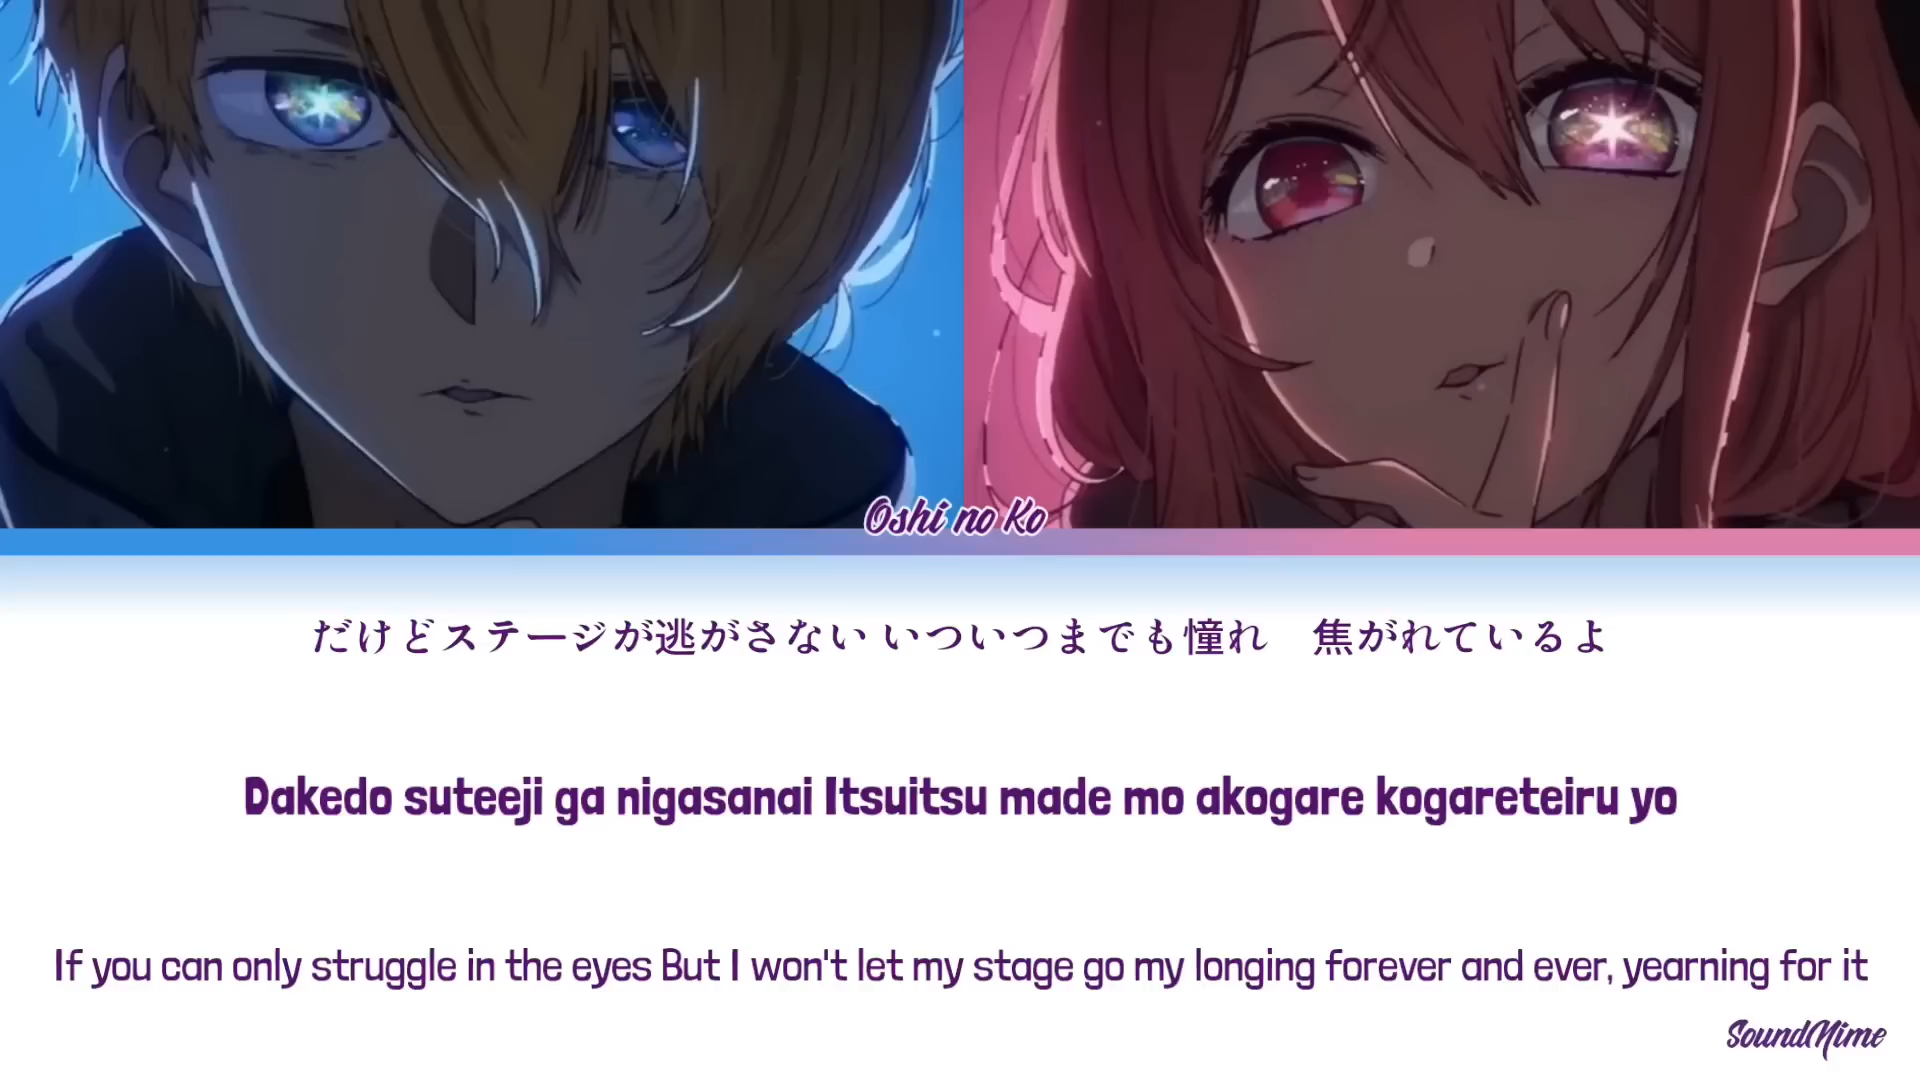 Oshi no Ko
だけどステージが逃がさない いついつまでも憧れ　焦がれているよ
Dakedo suteeji ga nigasanai Itsuitsu made mo akogare kogareteiru yo
If you can only struggle in the eyes But I won't let my stage go my longing forever and ever, yearning for it
SoundMime